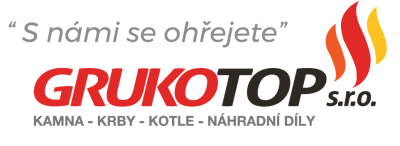 “ S námi se ohřejete”
GRUKOTOP s.r.o.
KAMNA - KRBY - KOTLE - NÁHRADNÍ DÍLY